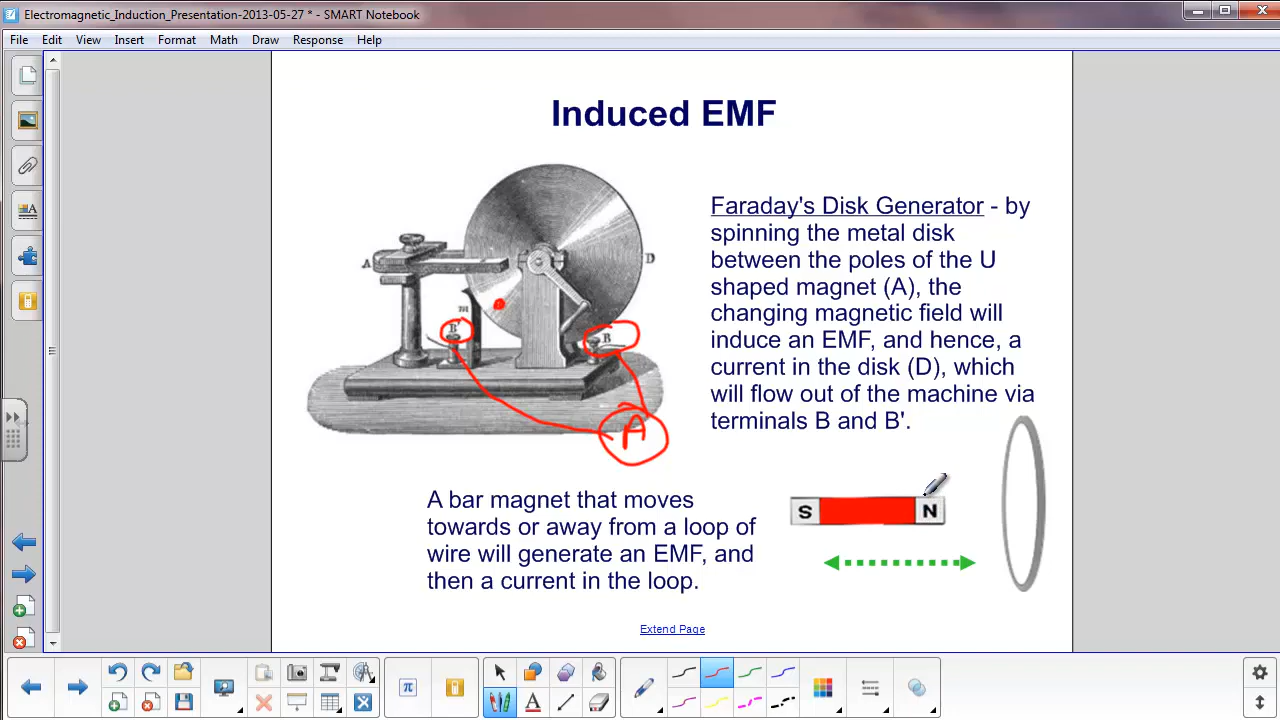 Electromagnetic_Induction_Presentation-2013-05-27 * - SMART Notebook
File Edit View Insert Format Math Draw Response Help
Induced EMF
Faraday's Disk Generator - by
spinning the metal disk
between the poles of the U
shaped magnet (A), the
changing magnetic field will
induce an EMF, and hence, a
current in the disk (D), which
will flow out of the machine via
terminals B and B'.
A
D
m
B'
B
A
A bar magnet that moves
towards or away from a loop of
wire will generate an EMF, and
then a current in the loop.
S N
Extend Page